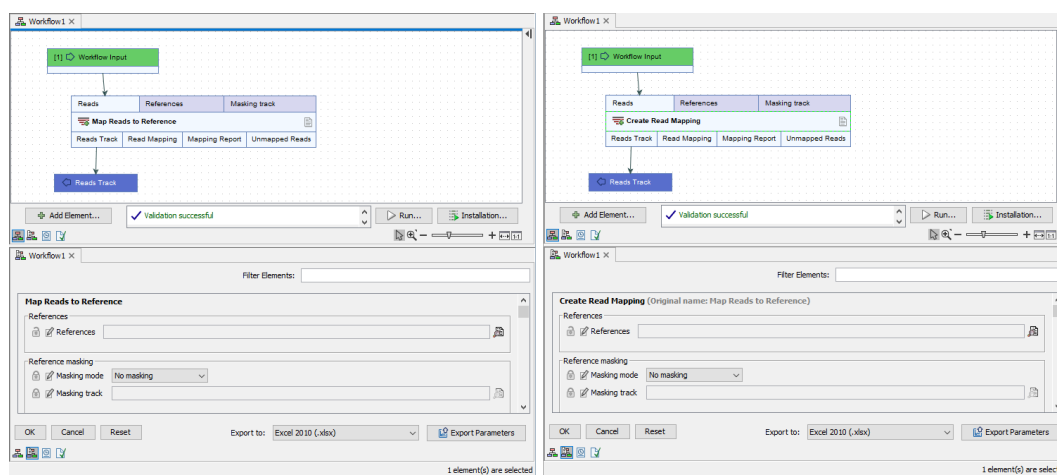 Workflow1 ×
[1] Workflow Input
Reads References Masking track
Map Reads to Reference
Reads Track Read Mapping Mapping Report Unmapped Reads
Reads Track
Add Element... Validation successful Run... Installation...
Workflow1 ×
Filter Elements:
Map Reads to Reference
References
References
Reference masking
Masking mode No masking
Masking track
OK Cancel Reset Export to: Excel 2010 (.xlsx) Export Parameters
1 element(s) are selected
Workflow1 ×
[1] Workflow Input
Reads References Masking track
Create Read Mapping
Reads Track Read Mapping Mapping Report Unmapped Reads
Reads Track
Add Element... Validation successful Run... Installation...
Workflow1 ×
Filter Elements:
Create Read Mapping (Original name: Map Reads to Reference)
References
References
Reference masking
Masking mode No masking
Masking track
OK Cancel Reset Export to: Excel 2010 (.xlsx) Export Parameters
1 element(s) are selec